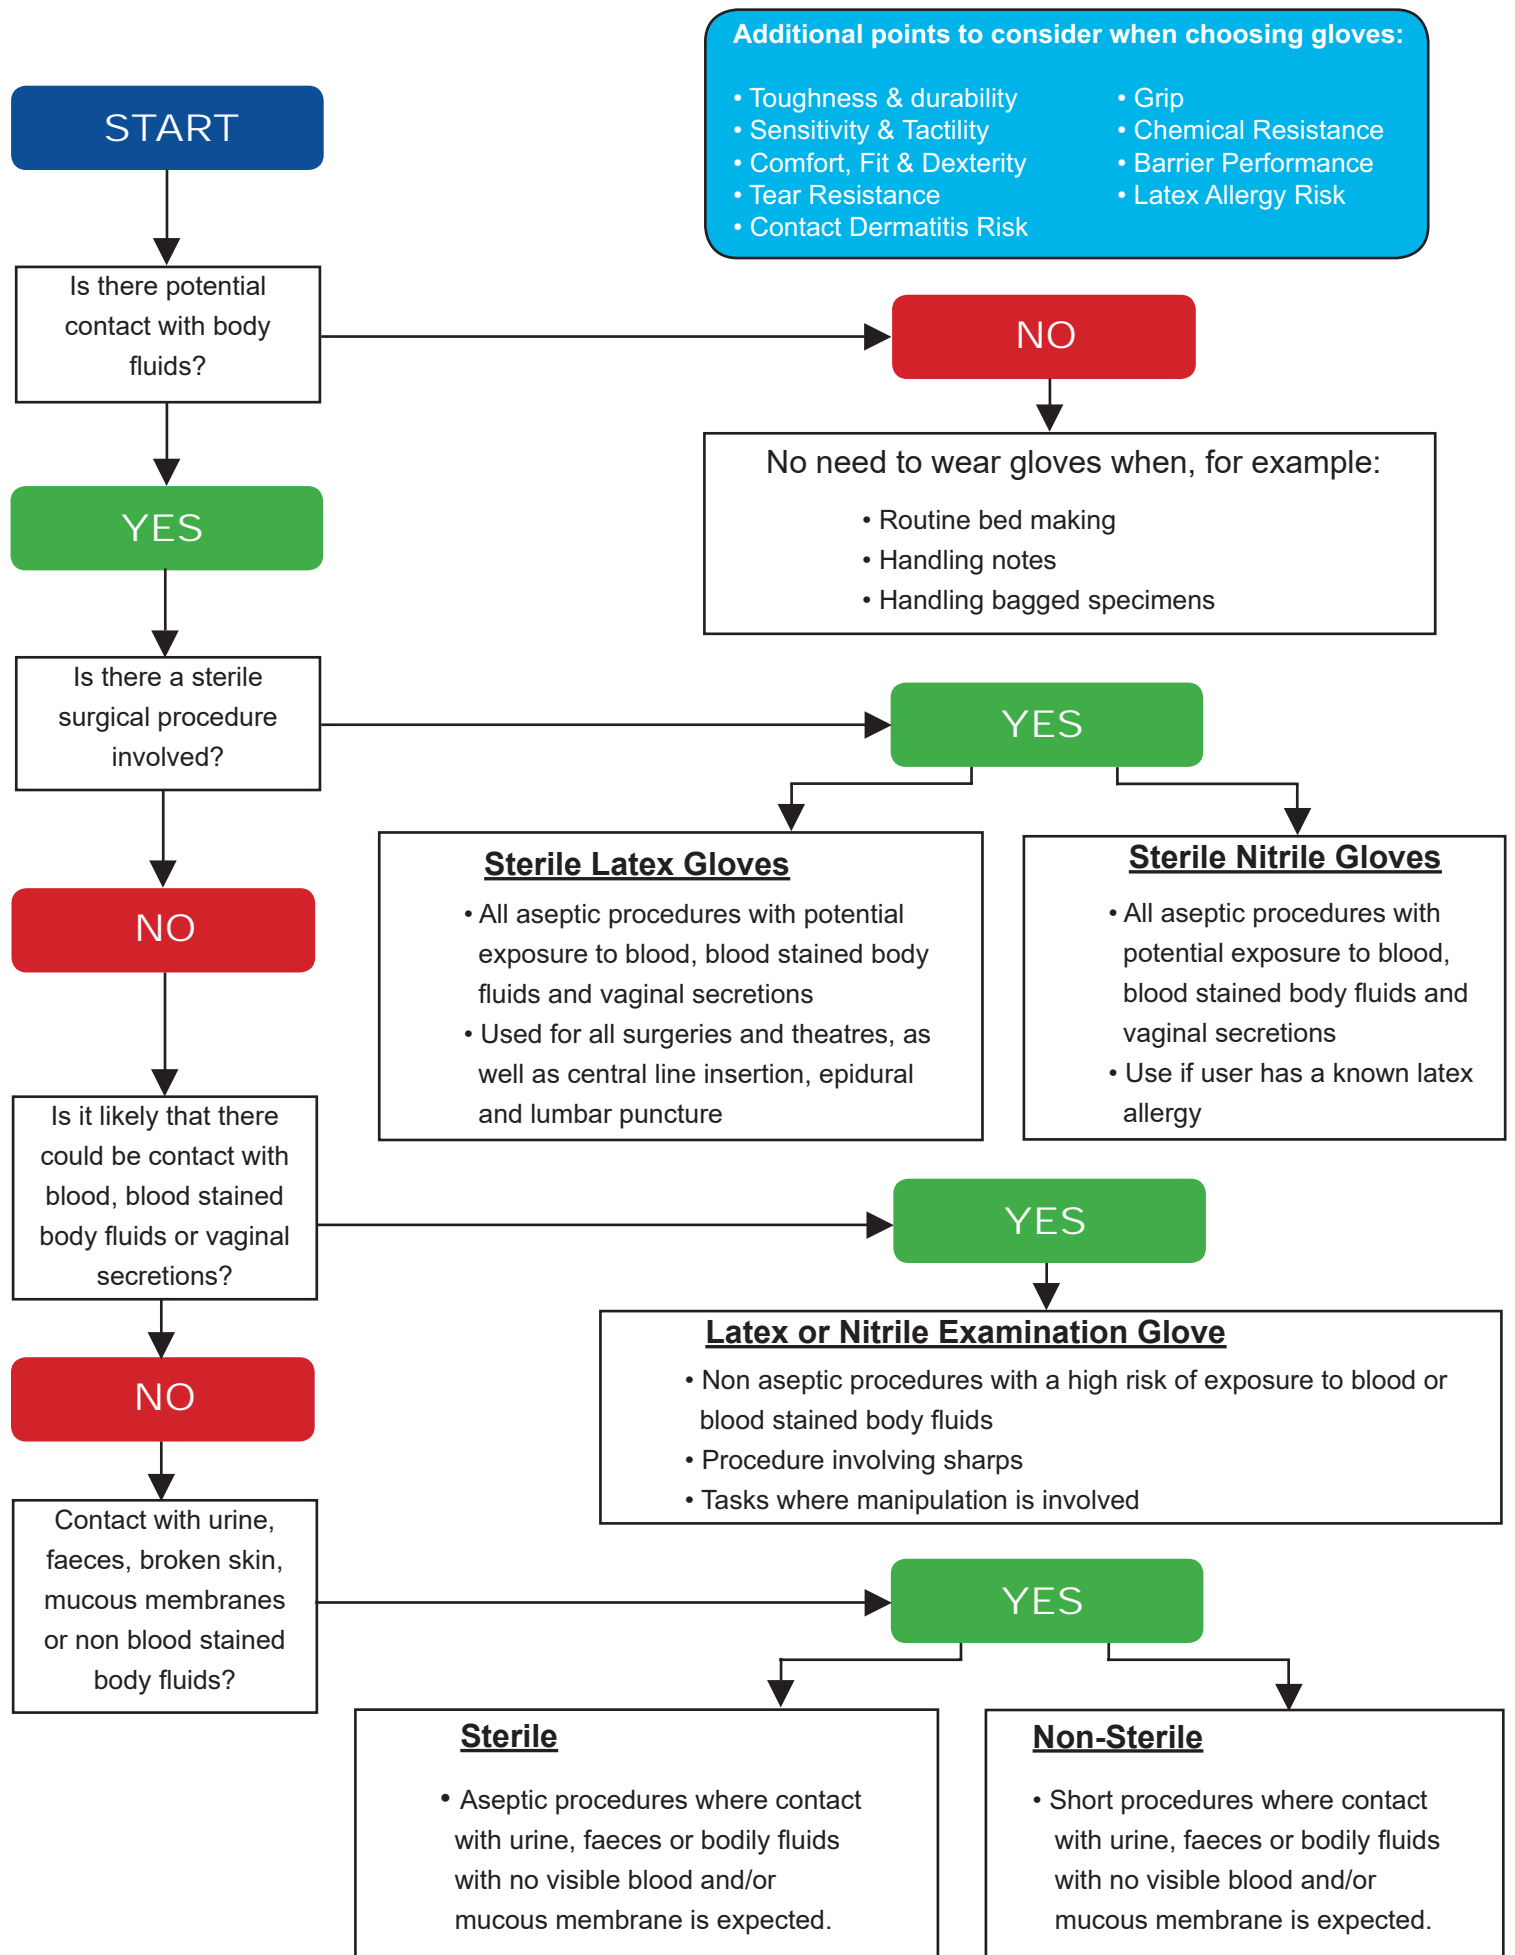 Additional points to consider when choosing gloves:
• Toughness & durability
• Sensitivity & Tactility
• Comfort, Fit & Dexterity
• Tear Resistance
• Contact Dermatitis Risk
• Grip
• Chemical Resistance
• Barrier Performance
• Latex Allergy Risk
START
Is there potential
contact with body
fluids?
NO
No need to wear gloves when, for example:
• Routine bed making
• Handling notes
• Handling bagged specimens
YES
Is there a sterile
surgical procedure
involved?
YES
Sterile Latex Gloves
• All aseptic procedures with potential
exposure to blood, blood stained body
fluids and vaginal secretions
• Used for all surgeries and theatres, as
well as central line insertion, epidural
and lumbar puncture
Sterile Nitrile Gloves
• All aseptic procedures with
potential exposure to blood,
blood stained body fluids and
vaginal secretions
• Use if user has a known latex
allergy
NO
Is it likely that there
could be contact with
blood, blood stained
body fluids or vaginal
secretions?
YES
Latex or Nitrile Examination Glove
• Non aseptic procedures with a high risk of exposure to blood or
blood stained body fluids
• Procedure involving sharps
• Tasks where manipulation is involved
NO
Contact with urine,
faeces, broken skin,
mucous membranes
or non blood stained
body fluids?
YES
Sterile
• Aseptic procedures where contact
with urine, faeces or bodily fluids
with no visible blood and/or
mucous membrane is expected.
Non-Sterile
• Short procedures where contact
with urine, faeces or bodily fluids
with no visible blood and/or
mucous membrane is expected.